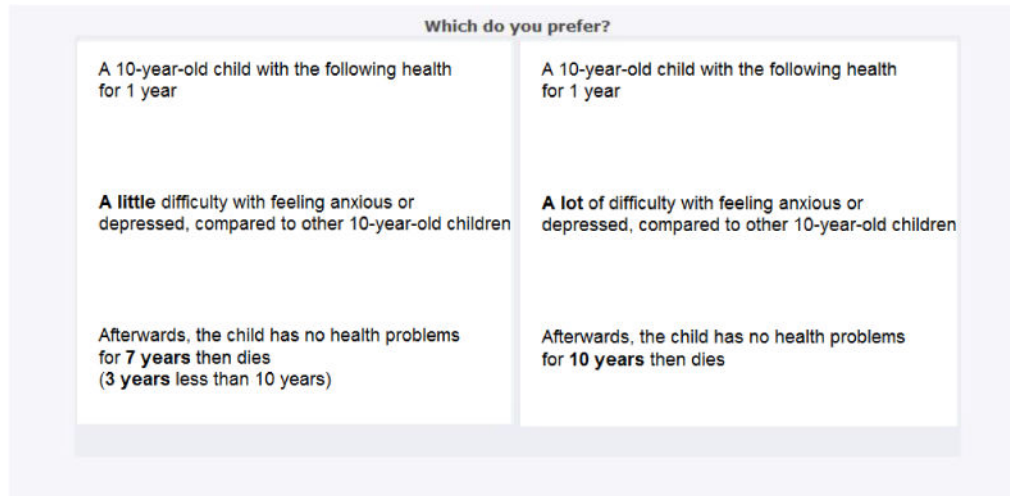 Which do you prefer?
A 10-year-old child with the following health
for 1 year
A little difficulty with feeling anxious or
depressed, compared to other 10-year-old children
Afterwards, the child has no health problems
for 7 years then dies
(3 years less than 10 years)
A 10-year-old child with the following health
for 1 year
A lot of difficulty with feeling anxious or
depressed, compared to other 10-year-old children
Afterwards, the child has no health problems
for 10 years then dies